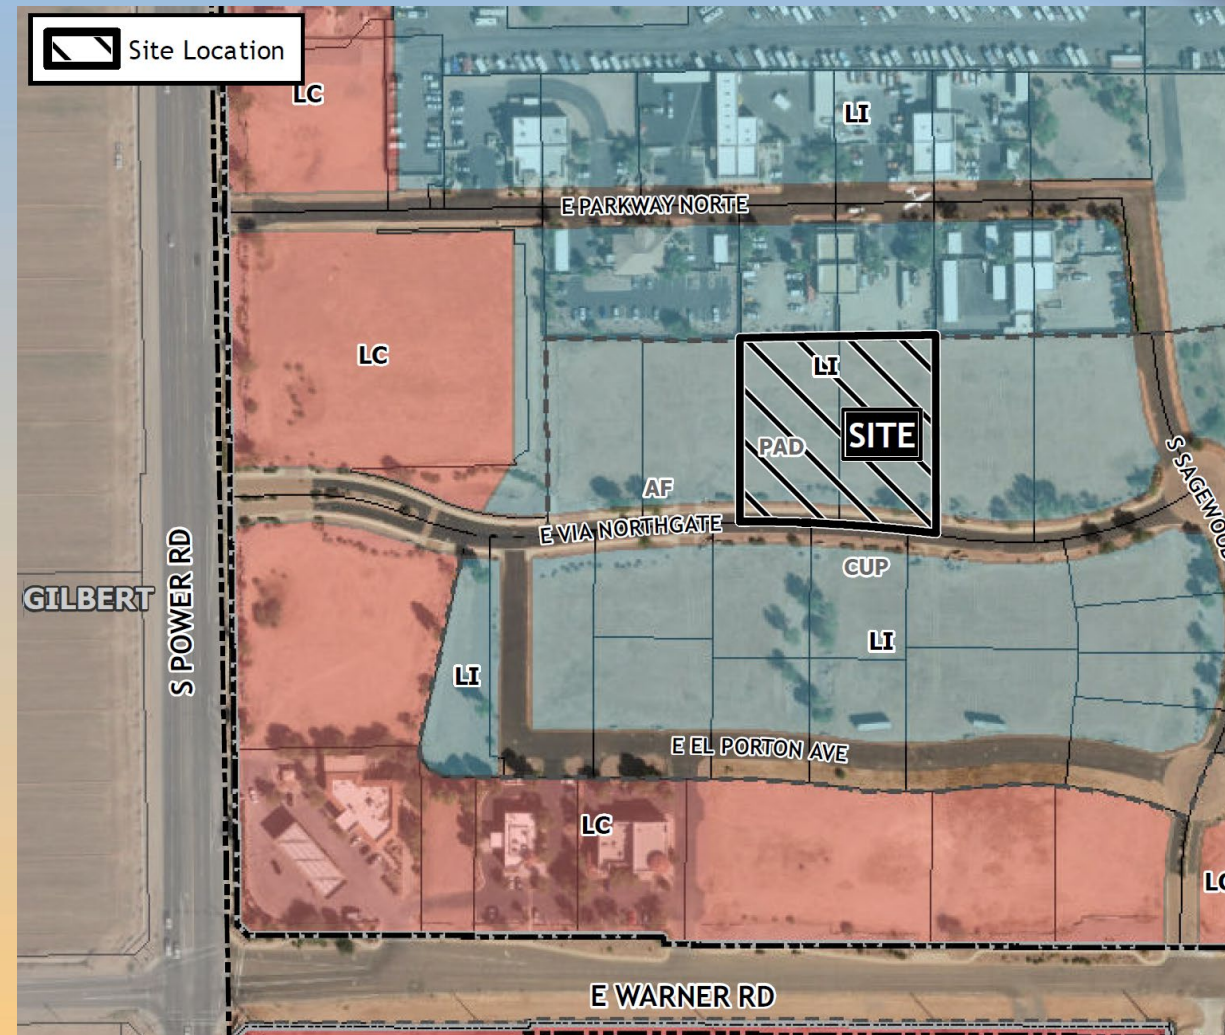 Site Location
LC
LI
E PARKWAY NORTE
LC
LI
SITE
PAD
AF
E VIA NORTHGATE
S SAGEWOO
CUP
GILBERT
S POWER RD
LI
LI
E EL PORTON AVE
LC
LC
E WARNER RD